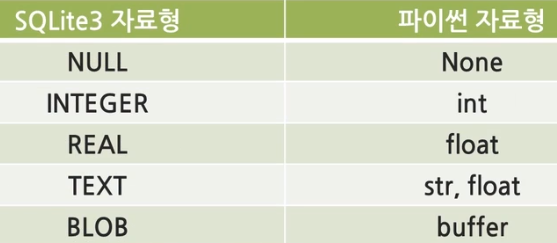 SQLite3 자료형 파이썬 자료형
NULL None
INTEGER int
REAL float
TEXT str, float
BLOB buffer